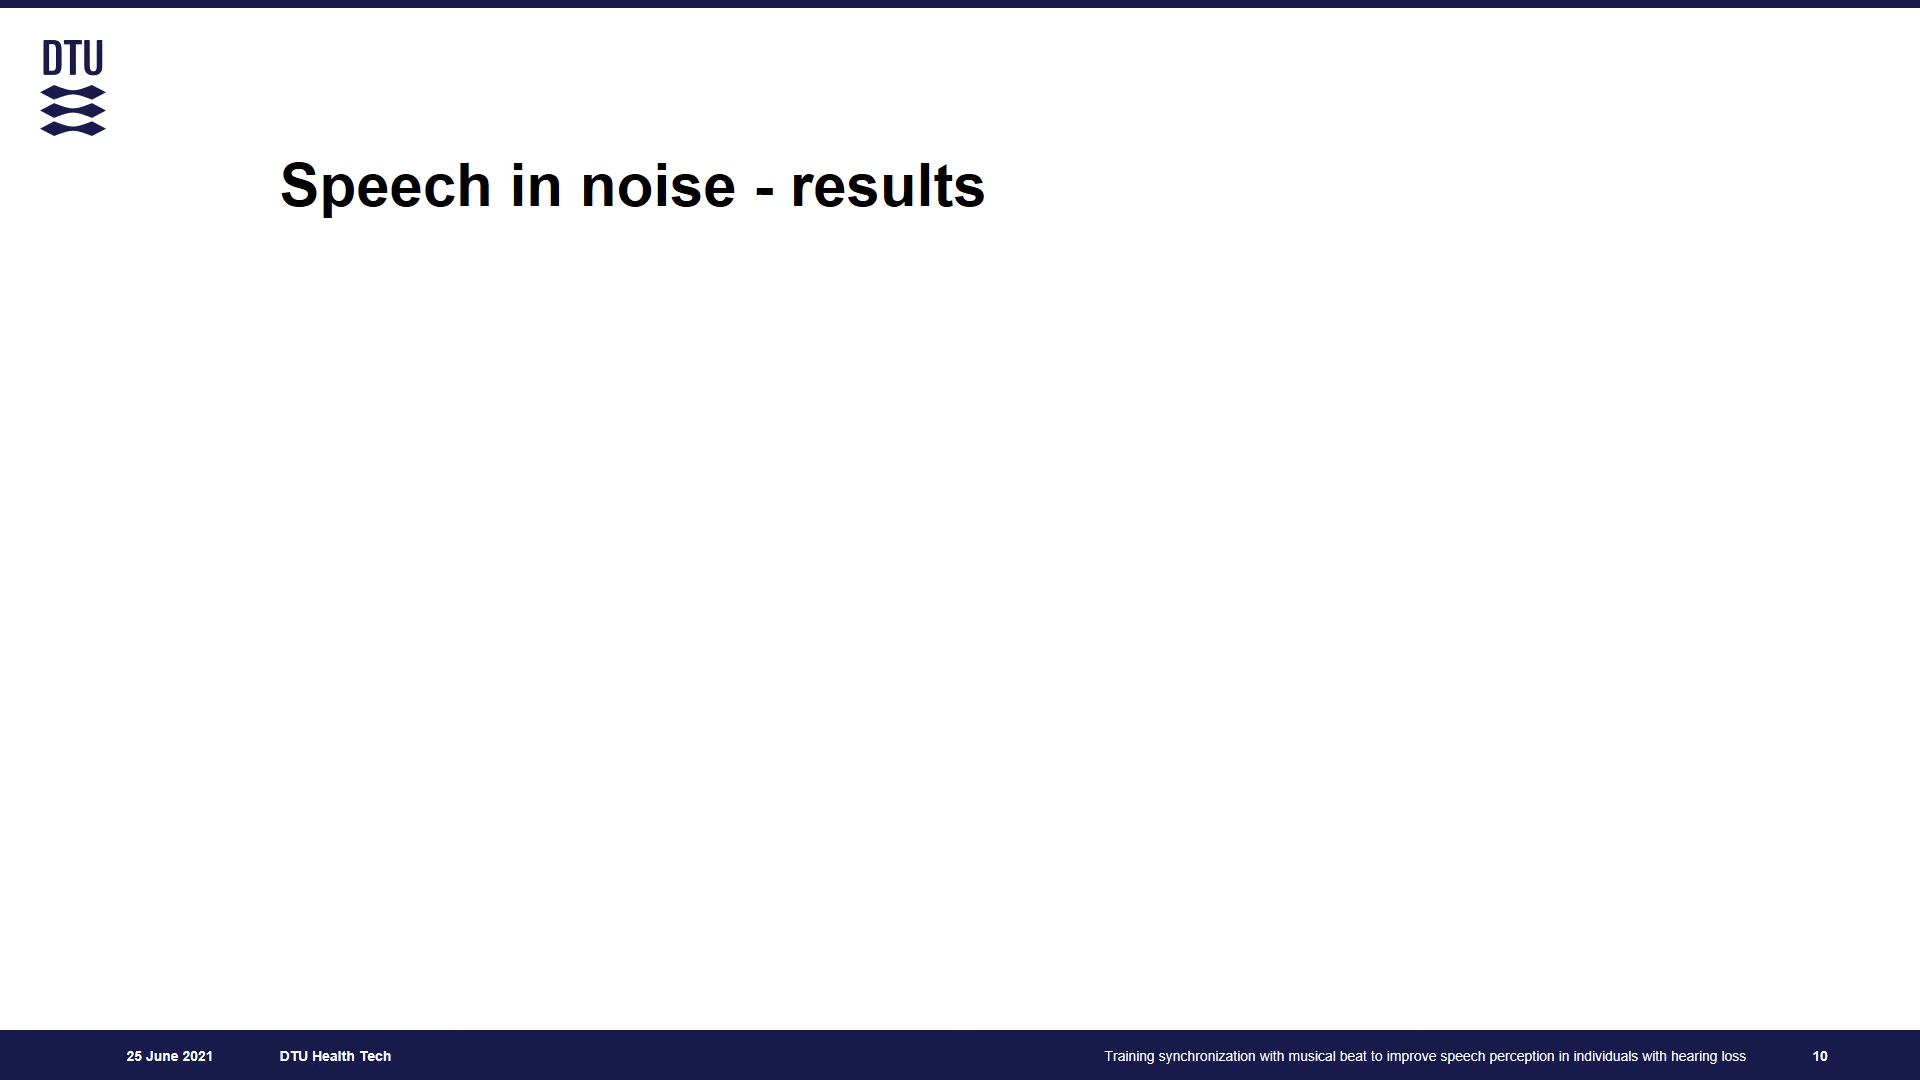 DTU
Speech in noise - results
25 June 2021 DTU Health Tech Training synchronization with musical beat to improve speech perception in individuals with hearing loss 10